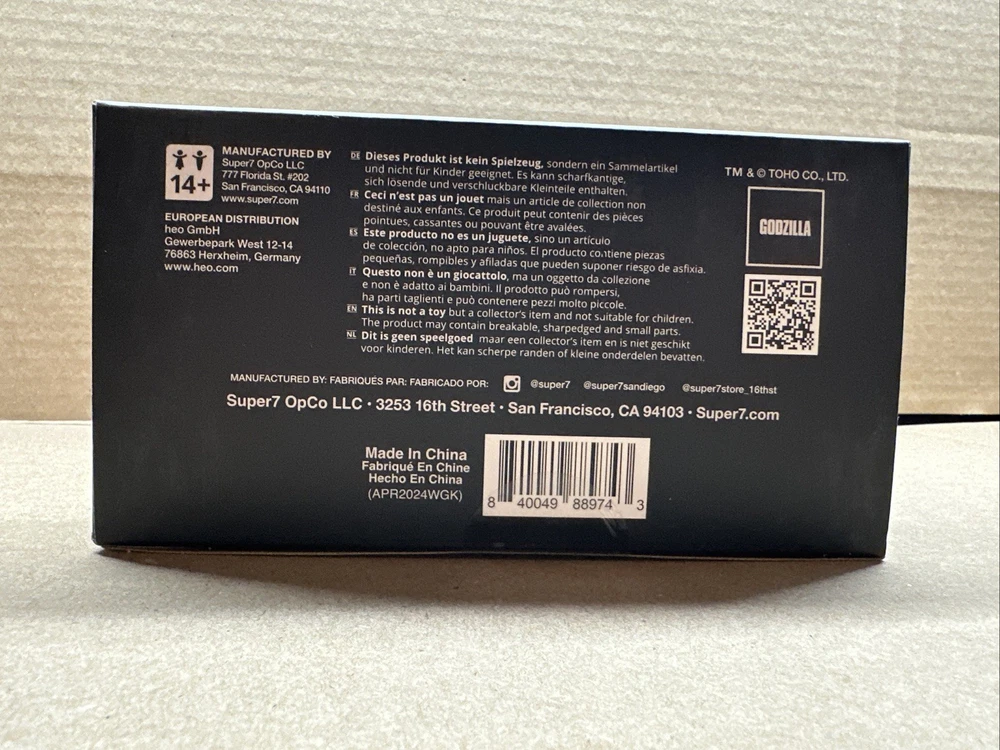 14+
MANUFACTURED BY
Super7 OpCo LLC
777 Florida St. #202
San Francisco, CA 94110
www.super7.com
EUROPEAN DISTRIBUTION
heo GmbH
Gewerbepark West 12-14
76863 Herxheim, Germany
www.heo.com
DE Dieses Produkt ist kein Spielzeug, sondern ein Sammelartikel
und nicht für Kinder geeignet. Es kann scharfkantige,
sich lösende und verschluckbare Kleinteile enthalten.
FR Ceci n'est pas un jouet mais un article de collection non
destiné aux enfants. Ce produit peut contenir des pièces
pointues, cassantes ou pouvant être avalées.
ES Este producto no es un juguete, sino un artículo
de colección, no apto para niños. El producto contiene piezas
pequeñas, rompibles y afiladas que pueden suponer riesgo de asfixia.
IT Questo non è un giocattolo, ma un oggetto da collezione
e non è adatto ai bambini. Il prodotto può rompersi,
ha parti taglienti e può contenere pezzi molto piccole.
EN This is not a toy but a collector's item and not suitable for children.
The product may contain breakable, sharpedged and small parts.
NL Dit is geen speelgoed maar een collector's item en is niet geschikt
voor kinderen. Het kan scherpe randen of kleine onderdelen bevatten.
TM & © TOHO CO., LTD.
GODZILLA
MANUFACTURED BY: FABRIQUÉS PAR: FABRICADO POR: @super7 @super7sandiego @super7store_16thst
Super7 OpCo LLC • 3253 16th Street • San Francisco, CA 94103 • Super7.com
Made In China
Fabriqué En Chine
Hecho En China
(APR2024WGK)
8 40049 88974 3